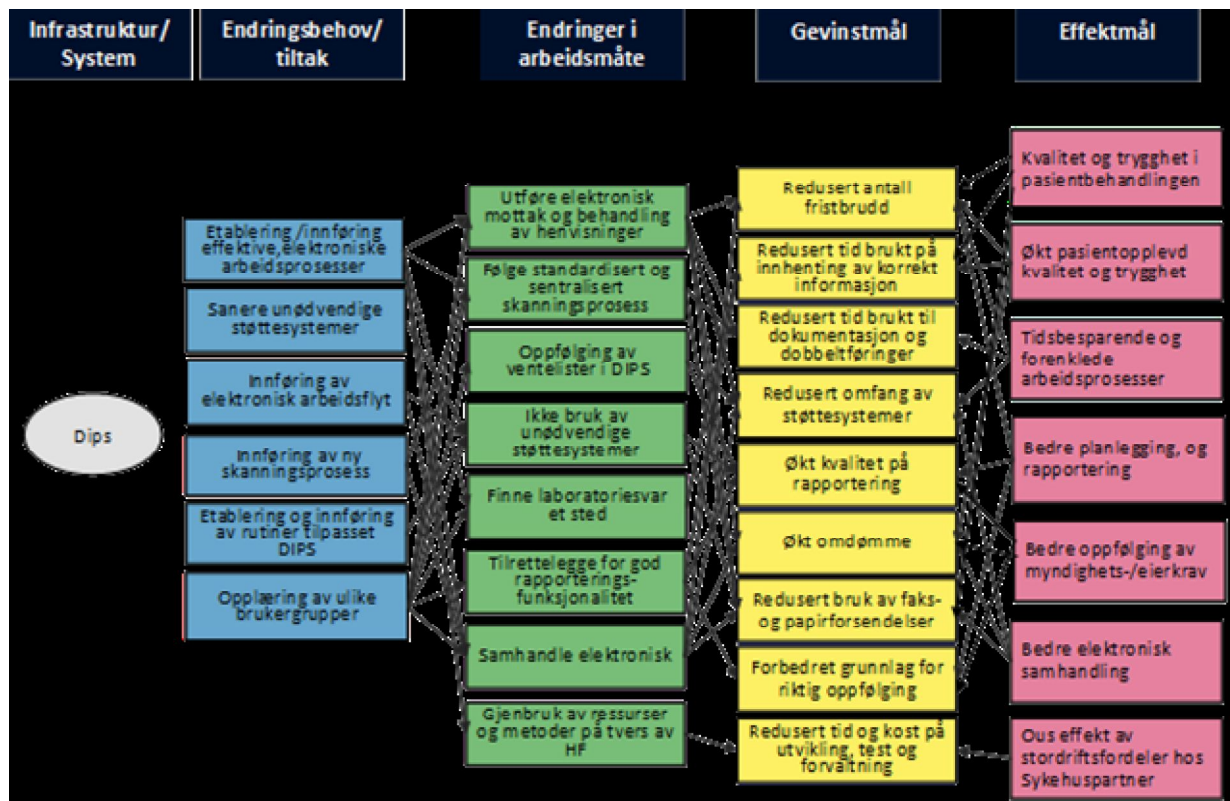 Infrastruktur/
System
Endringsbehov/
tiltak
Endringer i
arbeidsmåte
Gevinstmål
Effektmål
Dips
Etablering /innføring
effektive,elektroniske
arbeidsprosesser
Sanere unødvendige
støttesystemer
Innføring av
elektronisk arbeidsflyt
Innføring av ny
skanningsprosess
Etablering og innføring
av rutiner tilpasset
DIPS
Opplæring av ulike
brukergrupper
Utføre elektronisk
mottak og behandling
av henvisninger
Følge standardisert og
sentralisert
skanningsprosess
Oppfølging av
ventelister i DIPS
Ikke bruk av
unødvendige
støttesystemer
Finne laboratoriesvar
et sted
Tilrettelegge for god
rapporterings-
funksjonalitet
Samhandle elektronisk
Gjenbruk av ressurser
og metoder på tvers av
HF
Redusert antall
fristbrudd
Redusert tid brukt på
innhenting av korrekt
informasjon
Redusert tid brukt til
dokumentasjon og
dobbeltføringer
Redusert omfang av
støttesystemer
Økt kvalitet på
rapportering
Økt omdømme
Redusert bruk av faks-
og papirforsendelser
Forbedret grunnlag for
riktig oppfølging
Redusert tid og kost på
utvikling, test og
forvaltning
Kvalitet og trygghet i
pasientbehandlingen
Økt pasientopplevd
kvalitet og trygghet
Tidsbesparende og
forenklede
arbeidsprosesser
Bedre planlegging, og
rapportering
Bedre oppfølging av
myndighets-/eierkrav
Bedre elektronisk
samhandling
Ous effekt av
stordriftsfordeler hos
Sykehuspartner